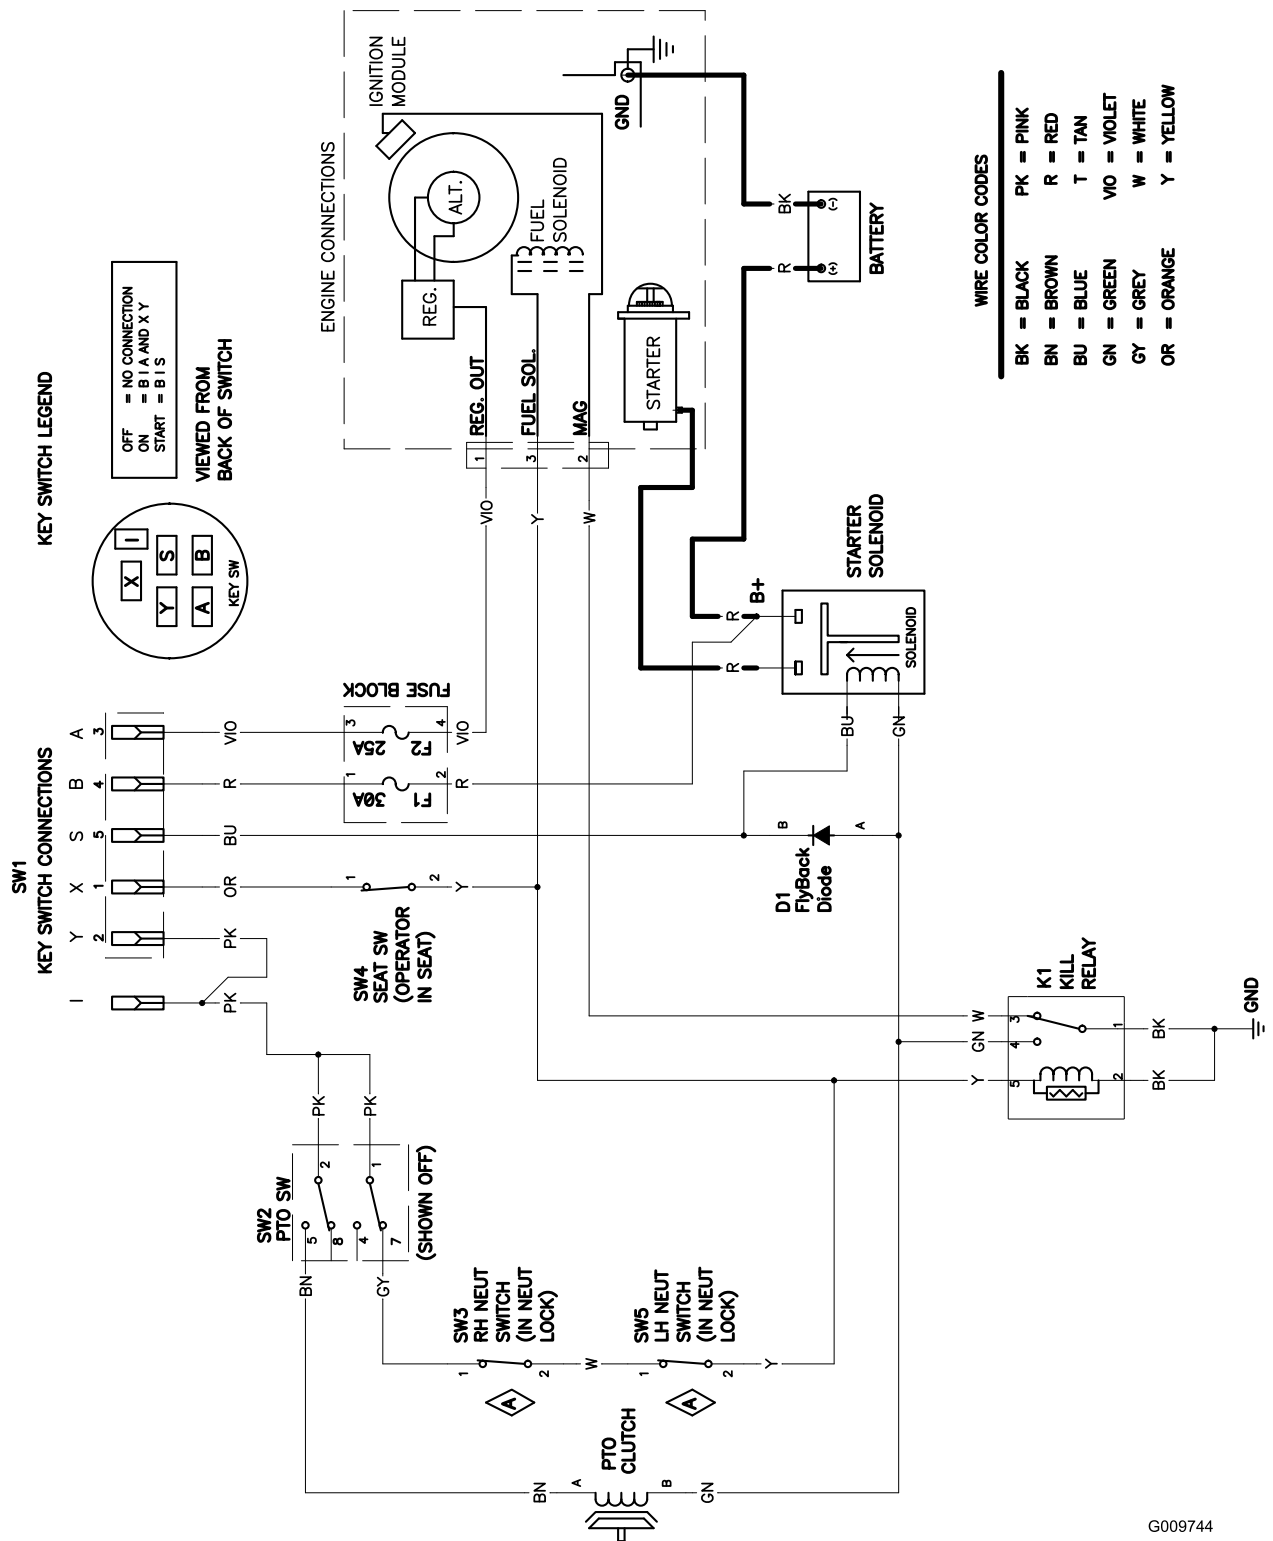 KEY SWITCH LEGEND
OFF = NO CONNECTION
ON = B I A AND X Y
START = B I S
VIEWED FROM
BACK OF SWITCH
X
I
Y
S
A
B
KEY SW
SW1
KEY SWITCH CONNECTIONS
A
B
S
X
Y
I
3
4
5
1
2
VIO
R
BU
OR
PK
PK
FUSE BLOCK
3
25A
F2
4
1
30A
F1
2
VIO
R
1
2
Y
SW4
SEAT SW
(OPERATOR
IN SEAT)
ENGINE CONNECTIONS
IGNITION
MODULE
ALT.
REG.
FUEL
SOLENOID
GND
STARTER
REG. OUT
FUEL SOL.
MAG
1
3
2
VIO
Y
W
BK
R
(-)
(+)
BATTERY
STARTER
SOLENOID
B+
R
R
SOLENOID
BU
GN
B
A
D1
FlyBack
Diode
K1
KILL
RELAY
W
GN
Y
3
4
5
1
2
BK
BK
GND
SW2
PTO SW
(SHOWN OFF)
PK
PK
2
1
5
8
4
7
BN
GY
SW3
RH NEUT
SWITCH
(IN NEUT
LOCK)
1
2
A
W
SW5
LH NEUT
SWITCH
(IN NEUT
LOCK)
1
2
A
Y
PTO
CLUTCH
BN
A
B
GN
WIRE COLOR CODES
BK = BLACK PK = PINK
BN = BROWN R = RED
BU = BLUE T = TAN
GN = GREEN VIO = VIOLET
GY = GREY W = WHITE
OR = ORANGE Y = YELLOW
G009744